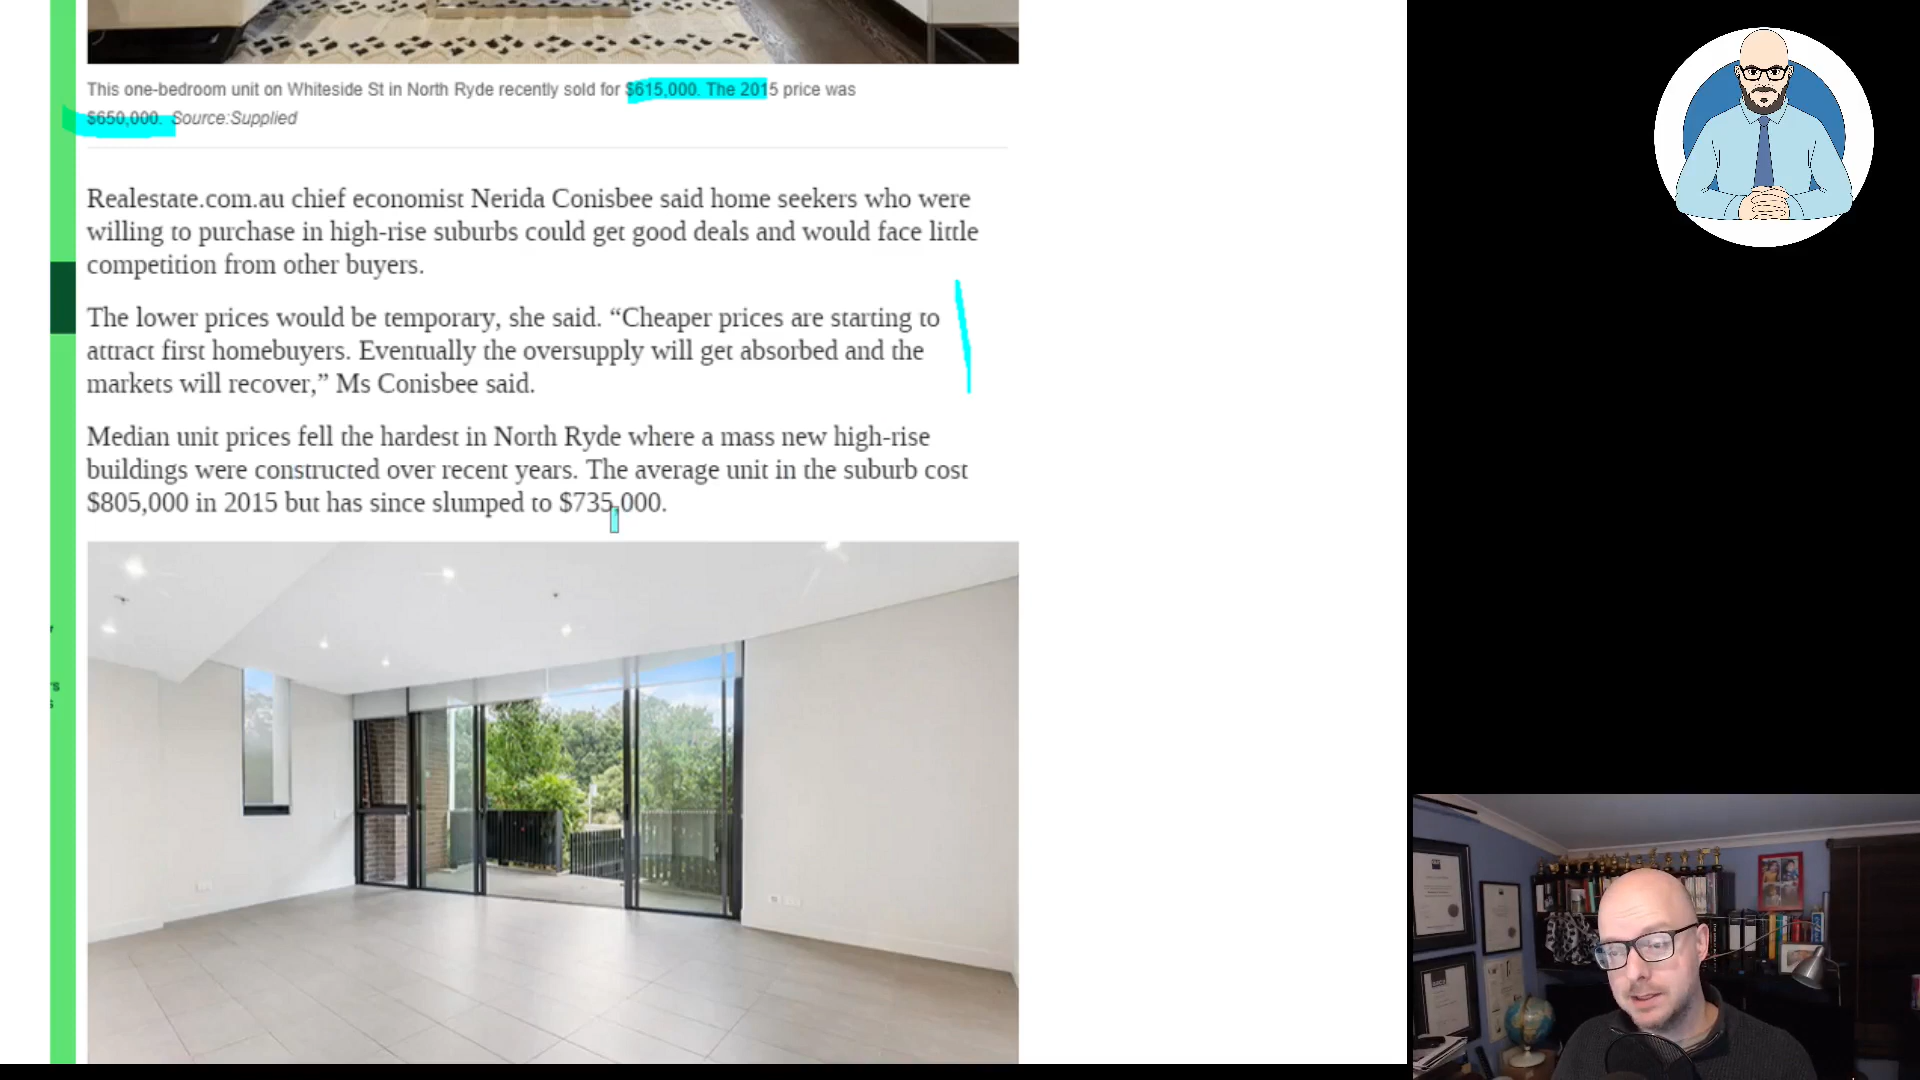 This one-bedroom unit on Whiteside St in North Ryde recently sold for $615,000. The 2015 price was
$650,000. Source:Supplied
Realestate.com.au chief economist Nerida Conisbee said home seekers who were
willing to purchase in high-rise suburbs could get good deals and would face little
competition from other buyers.
The lower prices would be temporary, she said. “Cheaper prices are starting to
attract first homebuyers. Eventually the oversupply will get absorbed and the
markets will recover,” Ms Conisbee said.
Median unit prices fell the hardest in North Ryde where a mass new high-rise
buildings were constructed over recent years. The average unit in the suburb cost
$805,000 in 2015 but has since slumped to $735,000.